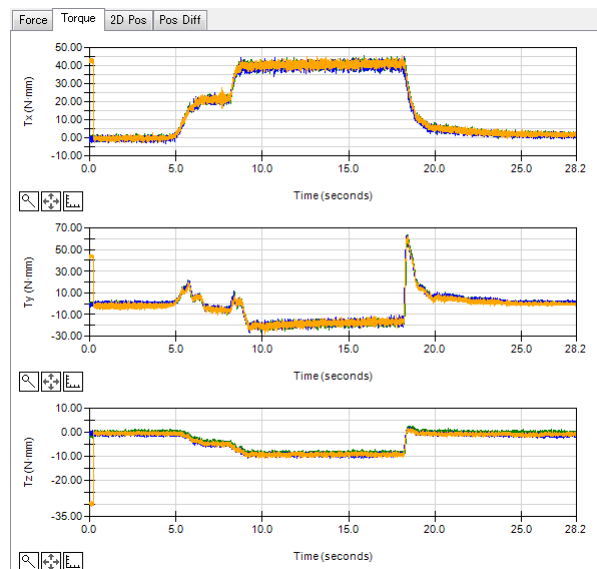 Force Torque 2D Pos Pos Diff
50.00
40.00
30.00
20.00
10.00
0.00
-10.00
Tx (N·mm)
0.0 5.0 10.0 15.0 20.0 25.0 28.2
Time (seconds)
70.00
50.00
30.00
10.00
-10.00
-30.00
Ty (N·mm)
0.0 5.0 10.0 15.0 20.0 25.0 28.2
Time (seconds)
10.00
0.00
-10.00
-20.00
-35.00
Tz (N·mm)
0.0 5.0 10.0 15.0 20.0 25.0 28.2
Time (seconds)